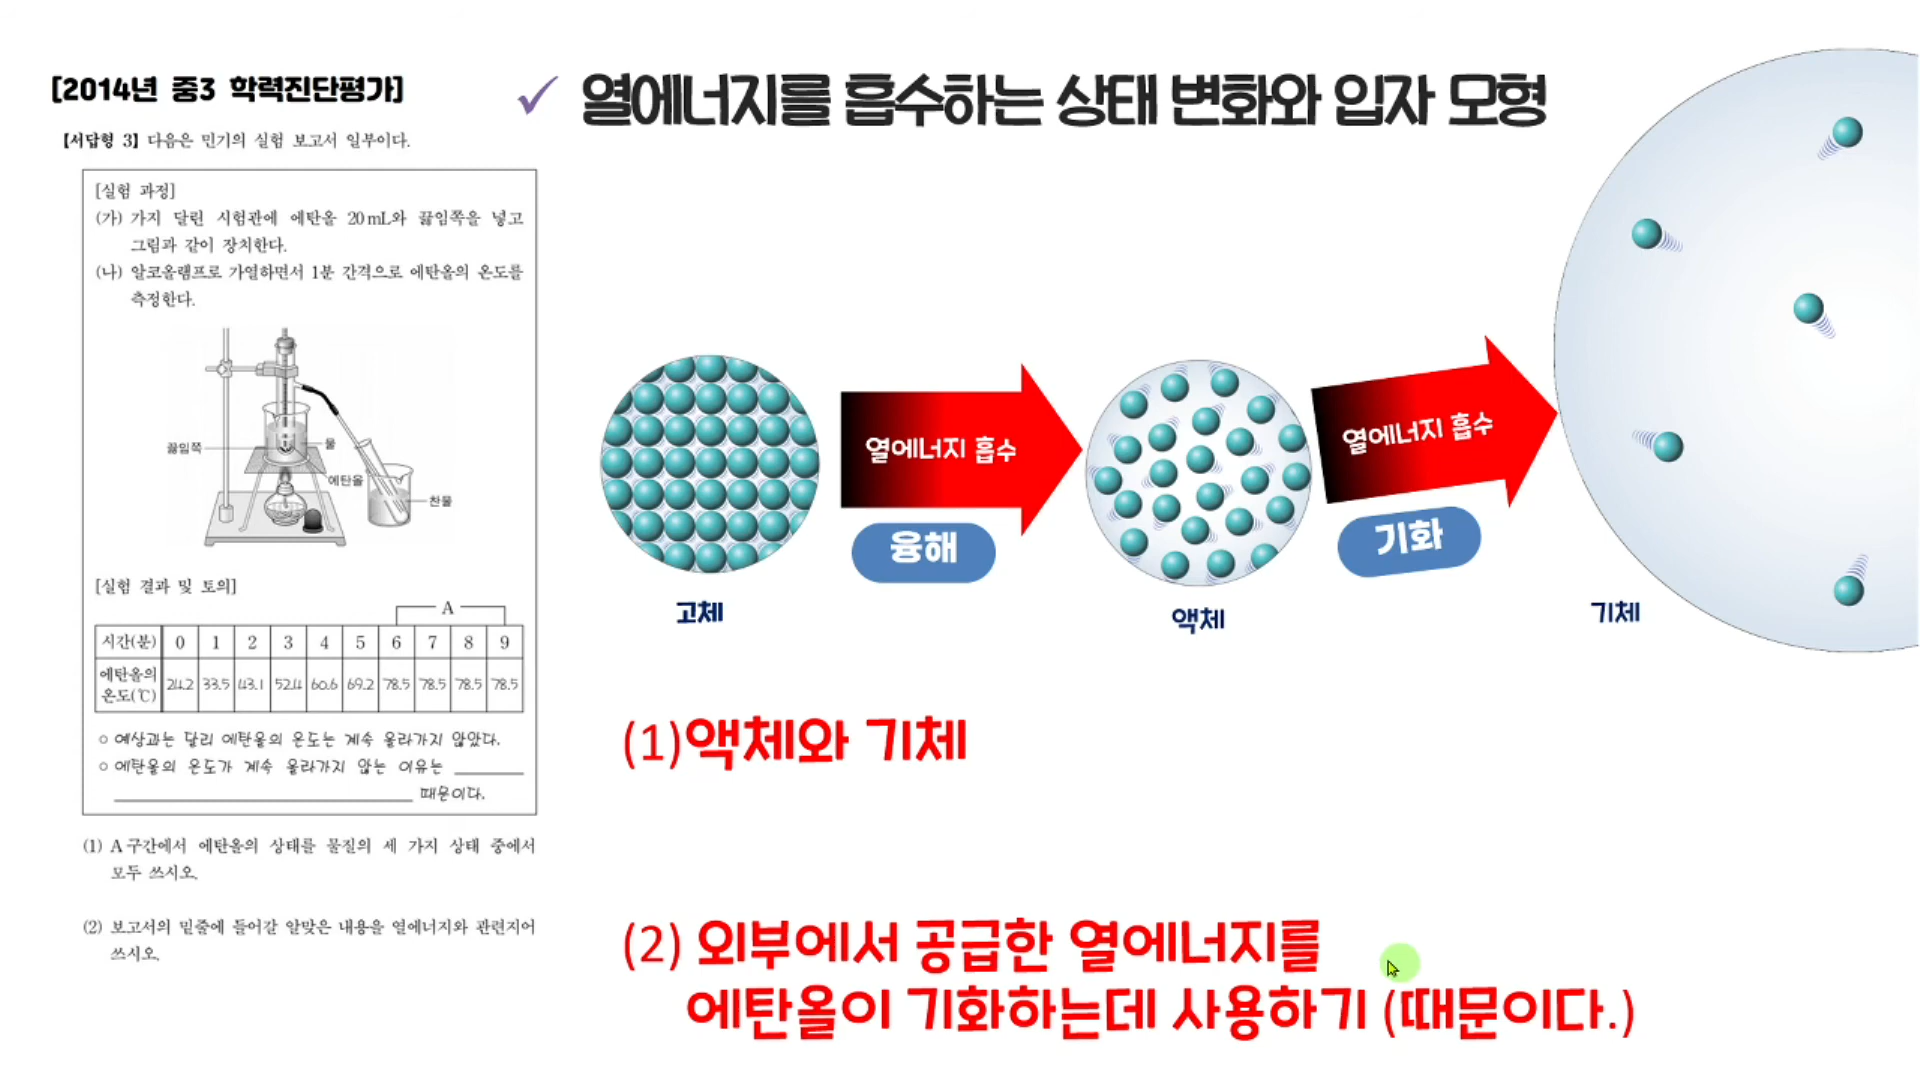 [2014년 중3 학력진단평가]
【서답형 3】 다음은 민기의 실험 보고서 일부이다.
[실험 과정]
(가) 가지 달린 시험관에 에탄올 20 mL와 끓임쪽을 넣고
그림과 같이 장치한다.
(나) 알코올램프로 가열하면서 1분 간격으로 에탄올의 온도를
측정한다.
끓임쪽
물
에탄올
찬물
[실험 결과 및 토의]
A
시간(분) 0 1 2 3 4 5 6 7 8 9
에탄올의
온도(℃) 24.2 33.5 43.1 52.4 60.6 69.2 78.5 78.5 78.5 78.5
○ 예상과는 달리 에탄올의 온도는 계속 올라가지 않았다.
○ 에탄올의 온도가 계속 올라가지 않는 이유는
때문이다.
(1) A 구간에서 에탄올의 상태를 물질의 세 가지 상태 중에서
모두 쓰시오.
(2) 보고서의 밑줄에 들어갈 알맞은 내용을 열에너지와 관련지어
쓰시오.
✓ 열에너지를 흡수하는 상태 변화와 입자 모형
열에너지 흡수
융해
열에너지 흡수
기화
고체
액체
기체
(1)액체와 기체
(2) 외부에서 공급한 열에너지를
에탄올이 기화하는데 사용하기 (때문이다.)